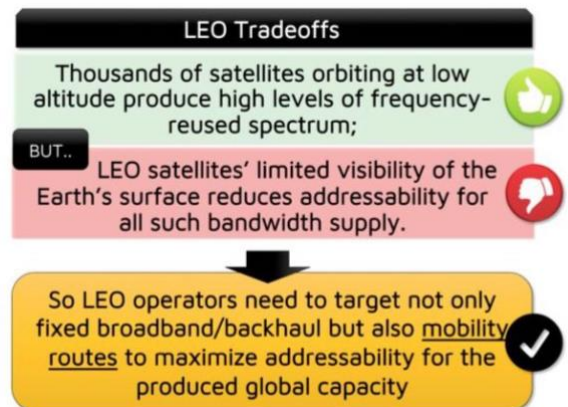 LEO Tradeoffs
Thousands of satellites orbiting at low
altitude produce high levels of frequency-
reused spectrum;
BUT..
LEO satellites' limited visibility of the
Earth's surface reduces addressability for
all such bandwidth supply.
So LEO operators need to target not only
fixed broadband/backhaul but also mobility
routes to maximize addressability for the
produced global capacity